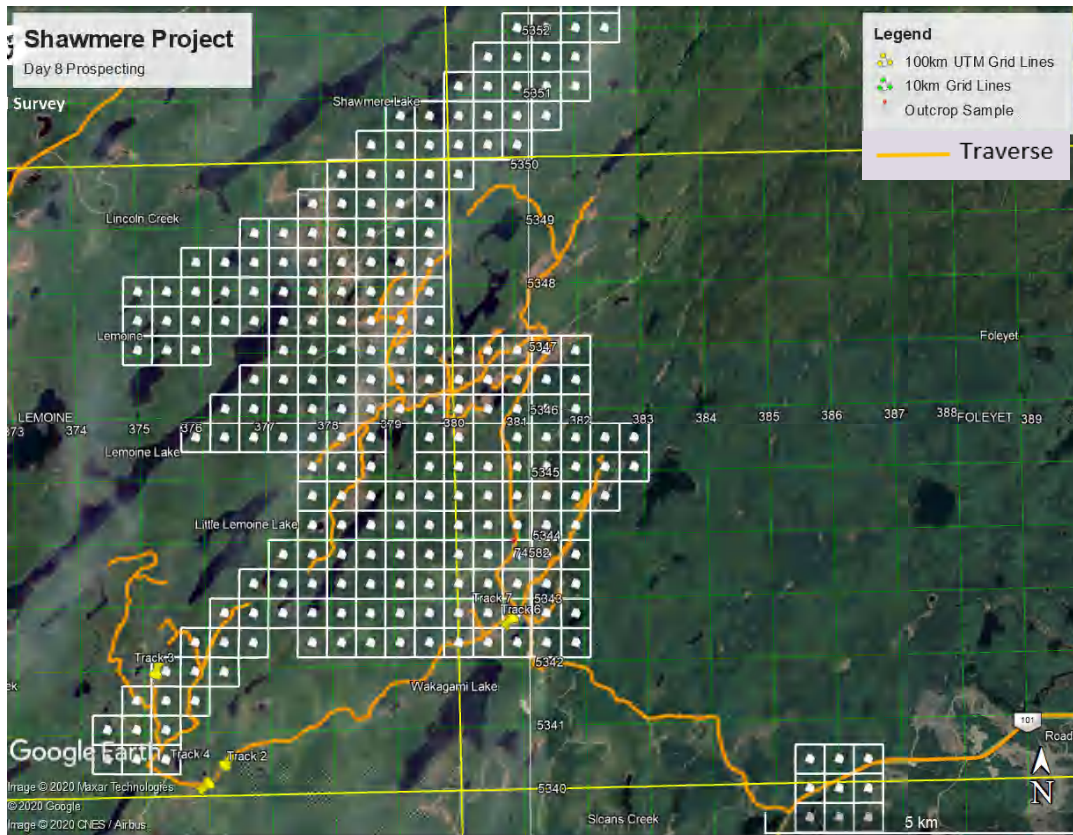 Shawmere Project
Day 8 Prospecting
Legend
100km UTM Grid Lines
10km Grid Lines
Outcrop Sample
Traverse
5352
l Survey
Shawmere Lake
5351
5350
Lincoln Creek
5349
5348
Lemoine
5347
Foleyet
LEMOINE
373
374
375
376
377
378
379
380
381
382
383
384
385
386
387
388
FOLEYET
389
5346
Lemoine Lake
5345
Little Lemoine Lake
5344
74582
Track 7
5343
Track 6
Track 3
5342
ek
Wakagami Lake
5341
101
Road
Google Earth
Track 4
Track 2
Image © 2020 Maxar Technologies
5340
N
© 2020 Google
Image © 2020 CNES / Airbus
Slcans Creek
5 km